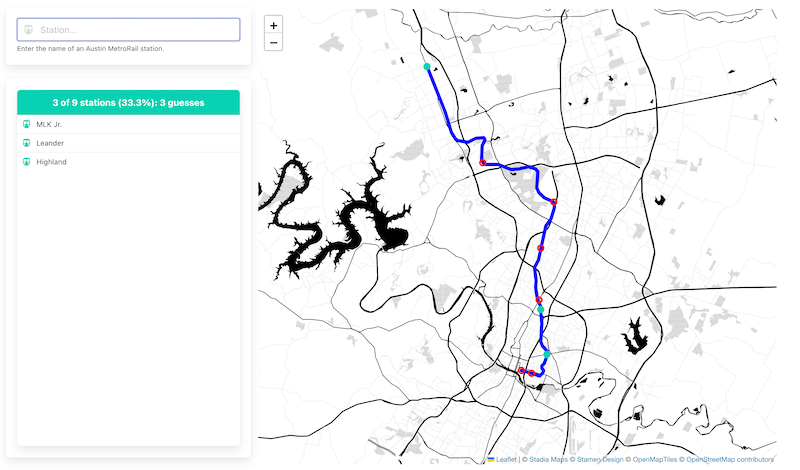 Station...
Enter the name of an Austin MetroRail station.
3 of 9 stations (33.3%): 3 guesses
MLK Jr.
Leander
Highland
+
−
Leaflet | © Stadia Maps © Stamen Design © OpenMapTiles © OpenStreetMap contributors